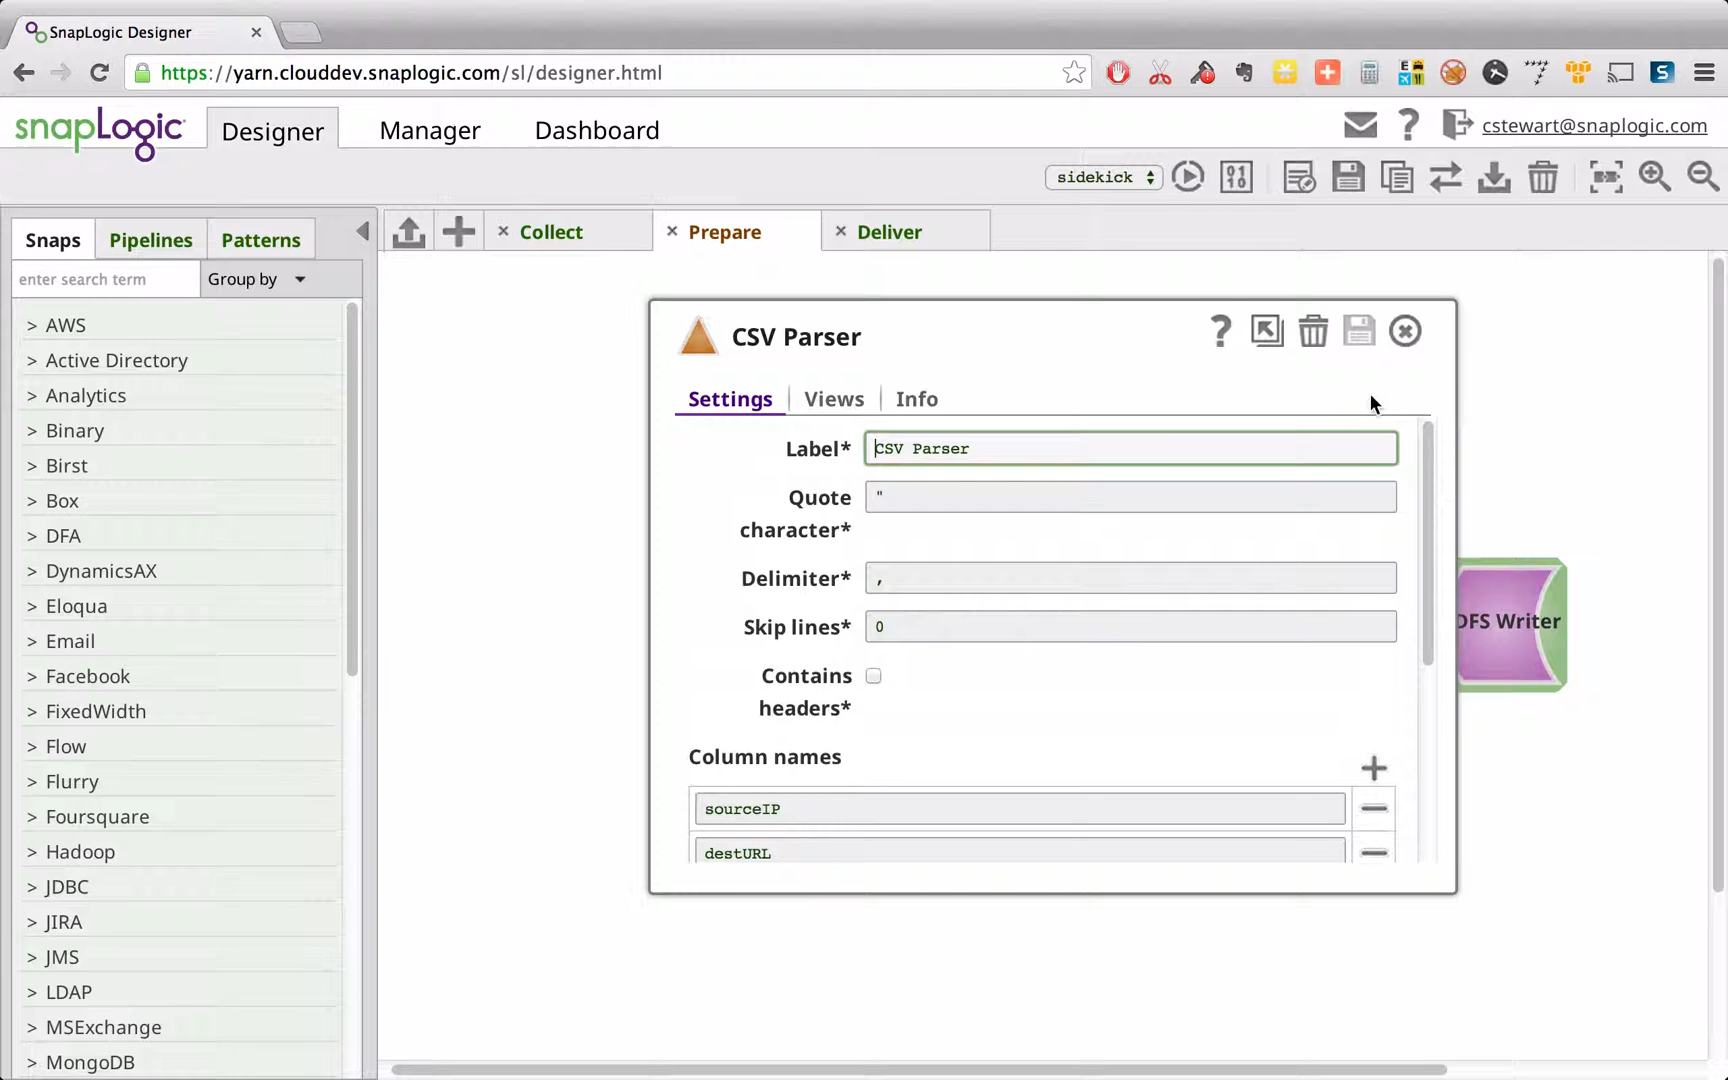 SnapLogic Designer
https://yarn.clouddev.snaplogic.com/sl/designer.html
snapLogic
Designer
Manager
Dashboard
cstewart@snaplogic.com
sidekick
Snaps
Pipelines
Patterns
Collect
Prepare
Deliver
enter search term
Group by
> AWS
> Active Directory
> Analytics
> Binary
> Birst
> Box
> DFA
> DynamicsAX
> Eloqua
> Email
> Facebook
> FixedWidth
> Flow
> Flurry
> Foursquare
> Hadoop
> JDBC
> JIRA
> JMS
> LDAP
> MSExchange
> MongoDB
CSV Parser
Settings
Views
Info
Label*
CSV Parser
Quote
character*
"
Delimiter*
,
Skip lines*
0
Contains
headers*
Column names
sourceIP
destURL
DFS Writer